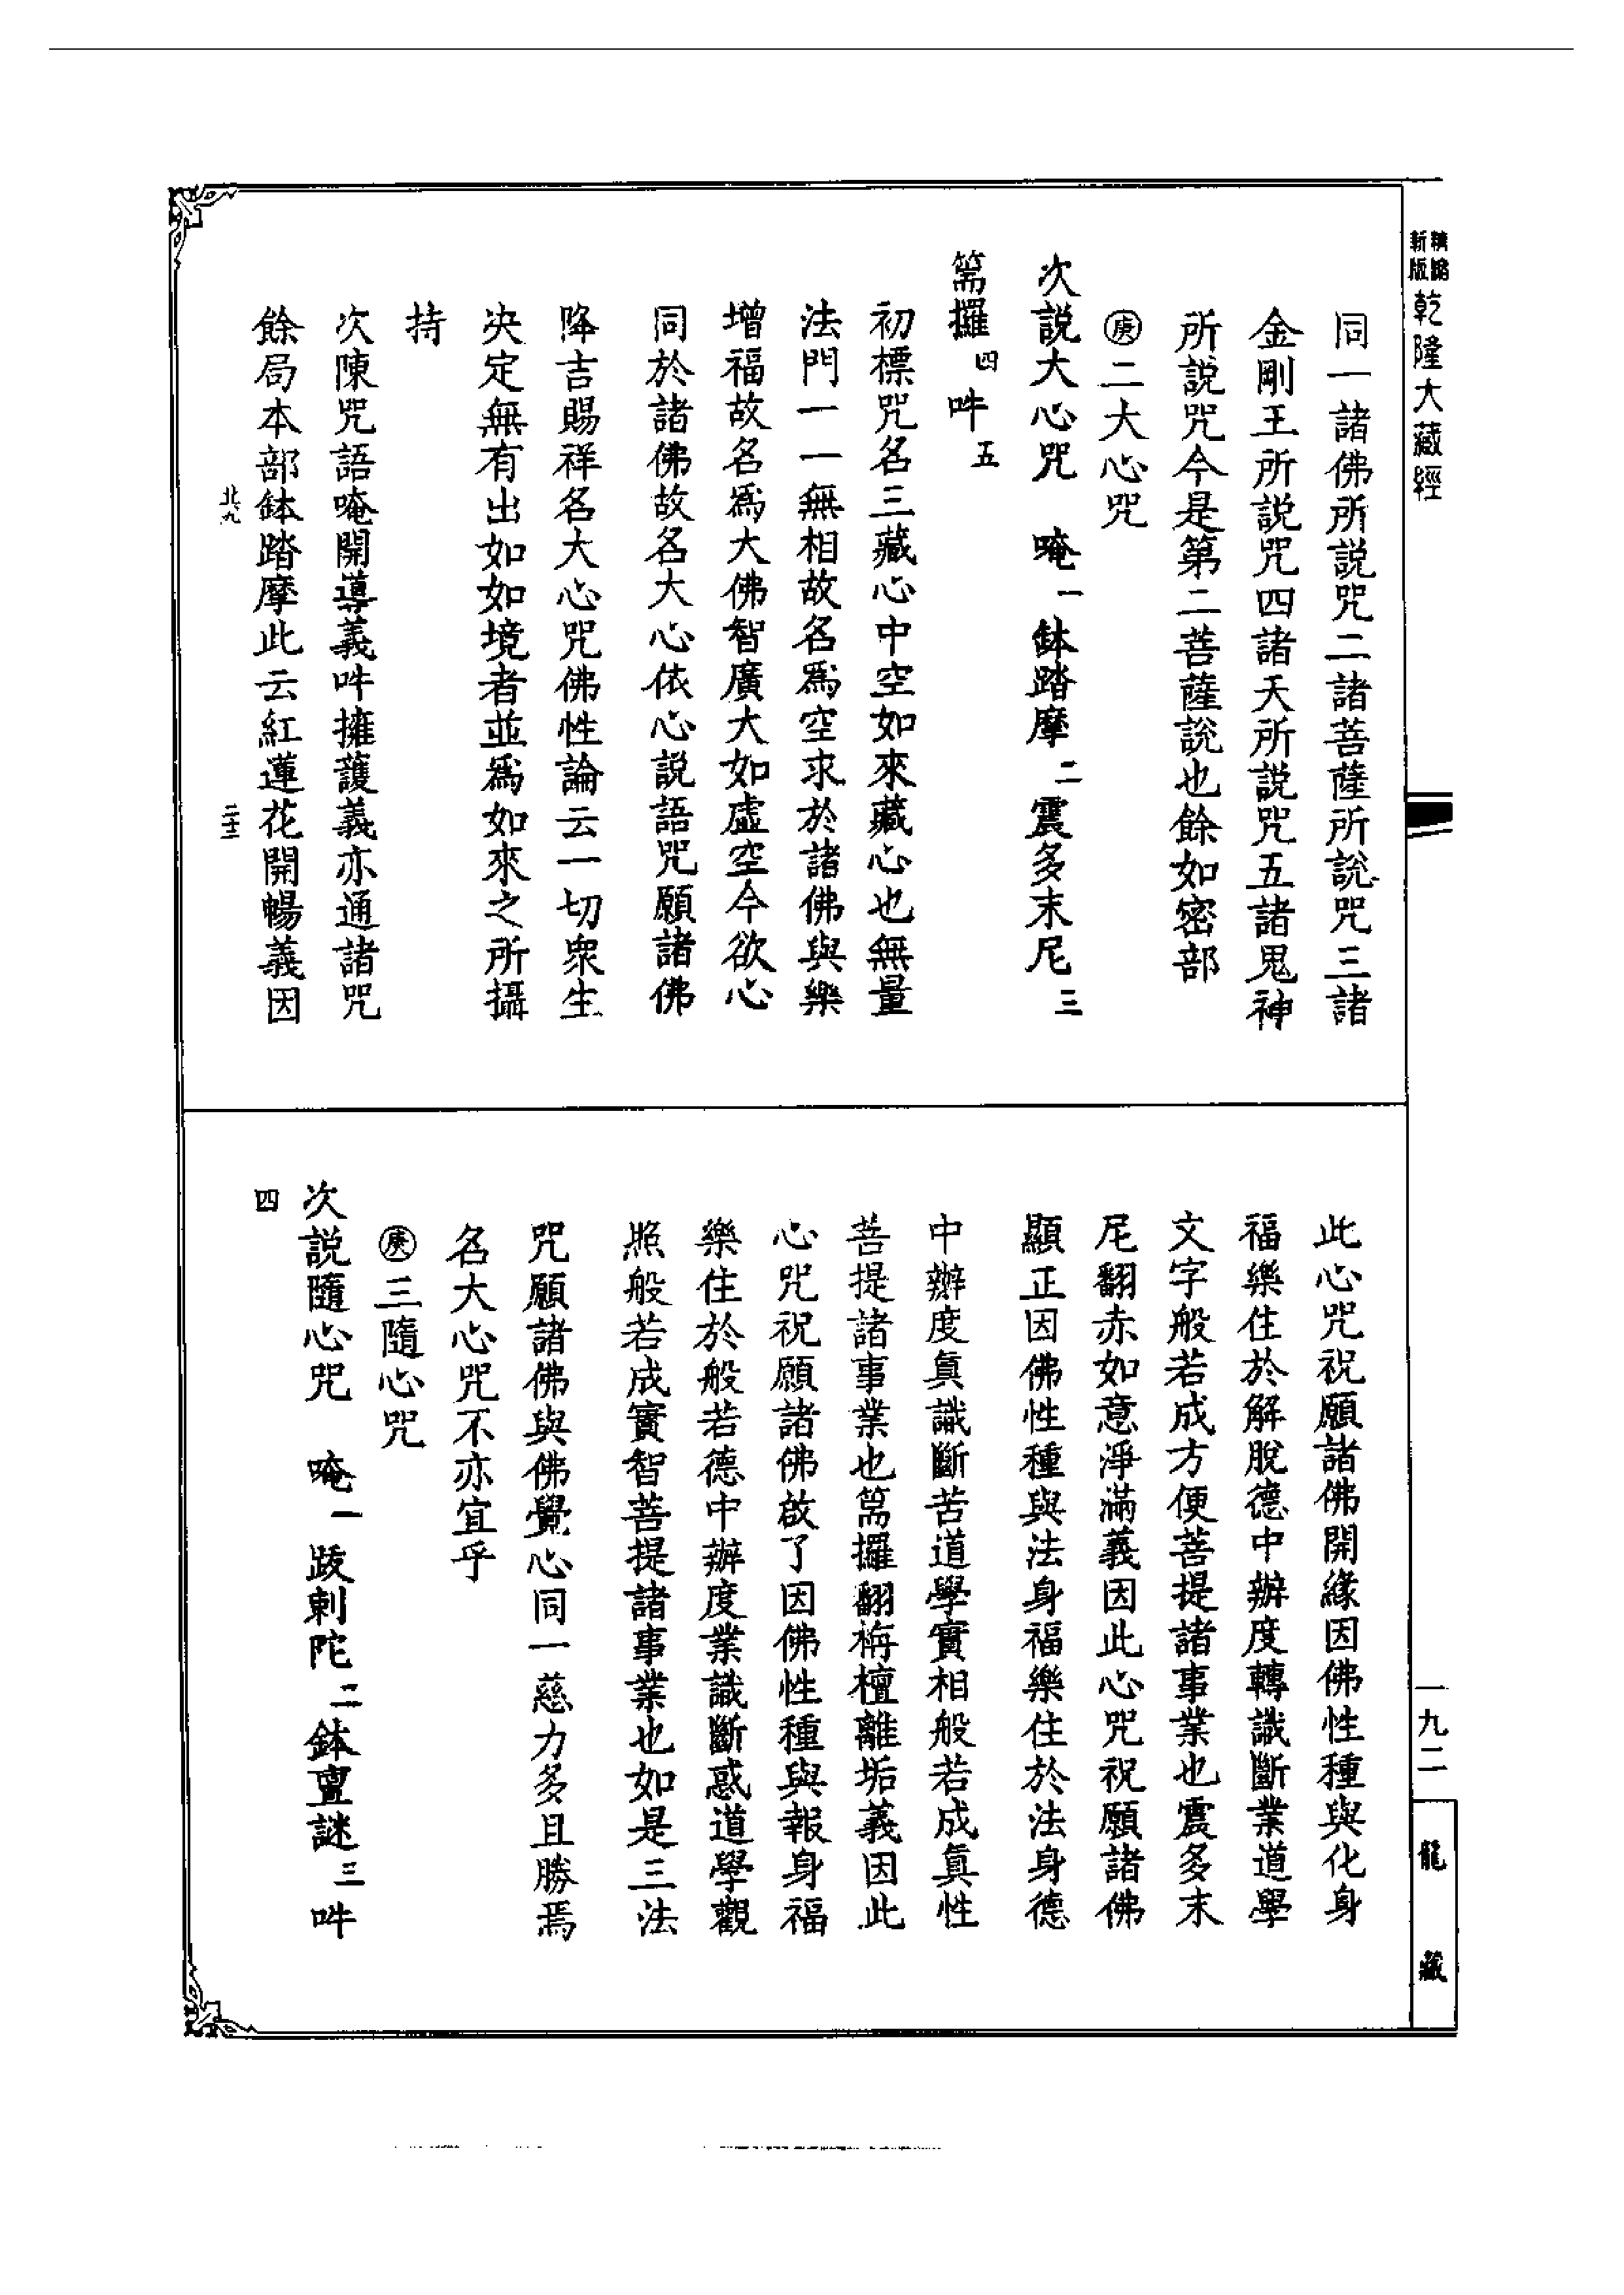 新版精縮乾隆大藏經
同一諸佛所説咒二諸菩薩所説咒三諸
金剛王所説咒四諸天所説咒五諸鬼神
所説咒今是第二菩薩説也餘如密部
庚二大心咒
次説大心咒　唵一鉢踏摩二震多末尼三
篅攞四吽五
初標咒名三藏心中空如來藏心也無量
法門一一無相故名爲空求於諸佛與樂
增福故名爲大佛智廣大如虛空今欲心
同於諸佛故名大心依心説語咒願諸佛
降吉賜祥名大心咒佛性論云一切衆生
決定無有出如如境者並爲如來之所攝
持
次陳咒語唵開導義吽擁護義亦通諸咒
餘局本部鉢踏摩此云紅蓮花開暢義因
北九　二十二
此心咒祝願諸佛開緣因佛性種與化身
福樂住於解脫德中辦度轉識斷業道學
文字般若成方便菩提諸事業也震多末
尼翻赤如意淨滿義因此心咒祝願諸佛
顯正因佛性種與法身福樂住於法身德
中辦度真識斷苦道學實相般若成真性
菩提諸事業也篅攞翻栴檀離垢義因此
心咒祝願諸佛啟了因佛性種與報身福
樂住於般若德中辦度業識斷惑道學觀
照般若成實智菩提諸事業也如是三法
咒願諸佛與佛覺心同一慈力多且勝焉
名大心咒不亦宜乎
庚三隨心咒
次説隨心咒　唵一跋剌陀二鉢亶謎三吽
四
一九二
龍藏